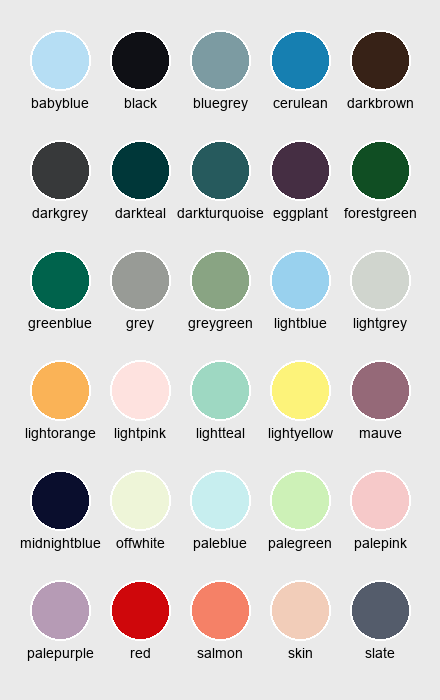 babyblue black bluegrey cerulean darkbrown
darkgrey darkteal darkturquoise eggplant forestgreen
greenblue grey greygreen lightblue lightgrey
lightorange lightpink lightteal lightyellow mauve
midnightblue offwhite paleblue palegreen palepink
palepurple red salmon skin slate